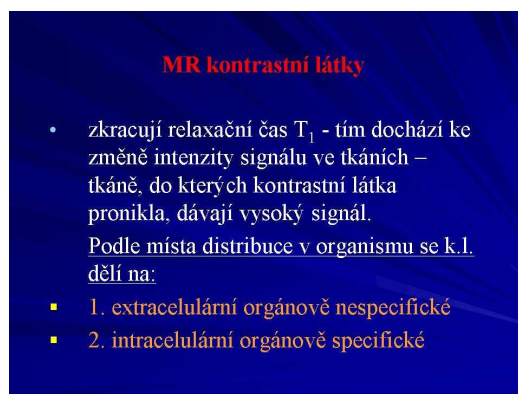 MR kontrastní látky
• zkracují relaxační čas T₁ - tím dochází ke
změně intenzity signálu ve tkáních –
tkáně, do kterých kontrastní látka
pronikla, dávají vysoký signál.
Podle místa distribuce v organismu se k.l.
dělí na:
▪ 1. extracelulární orgánově nespecifické
▪ 2. intracelulární orgánově specifické